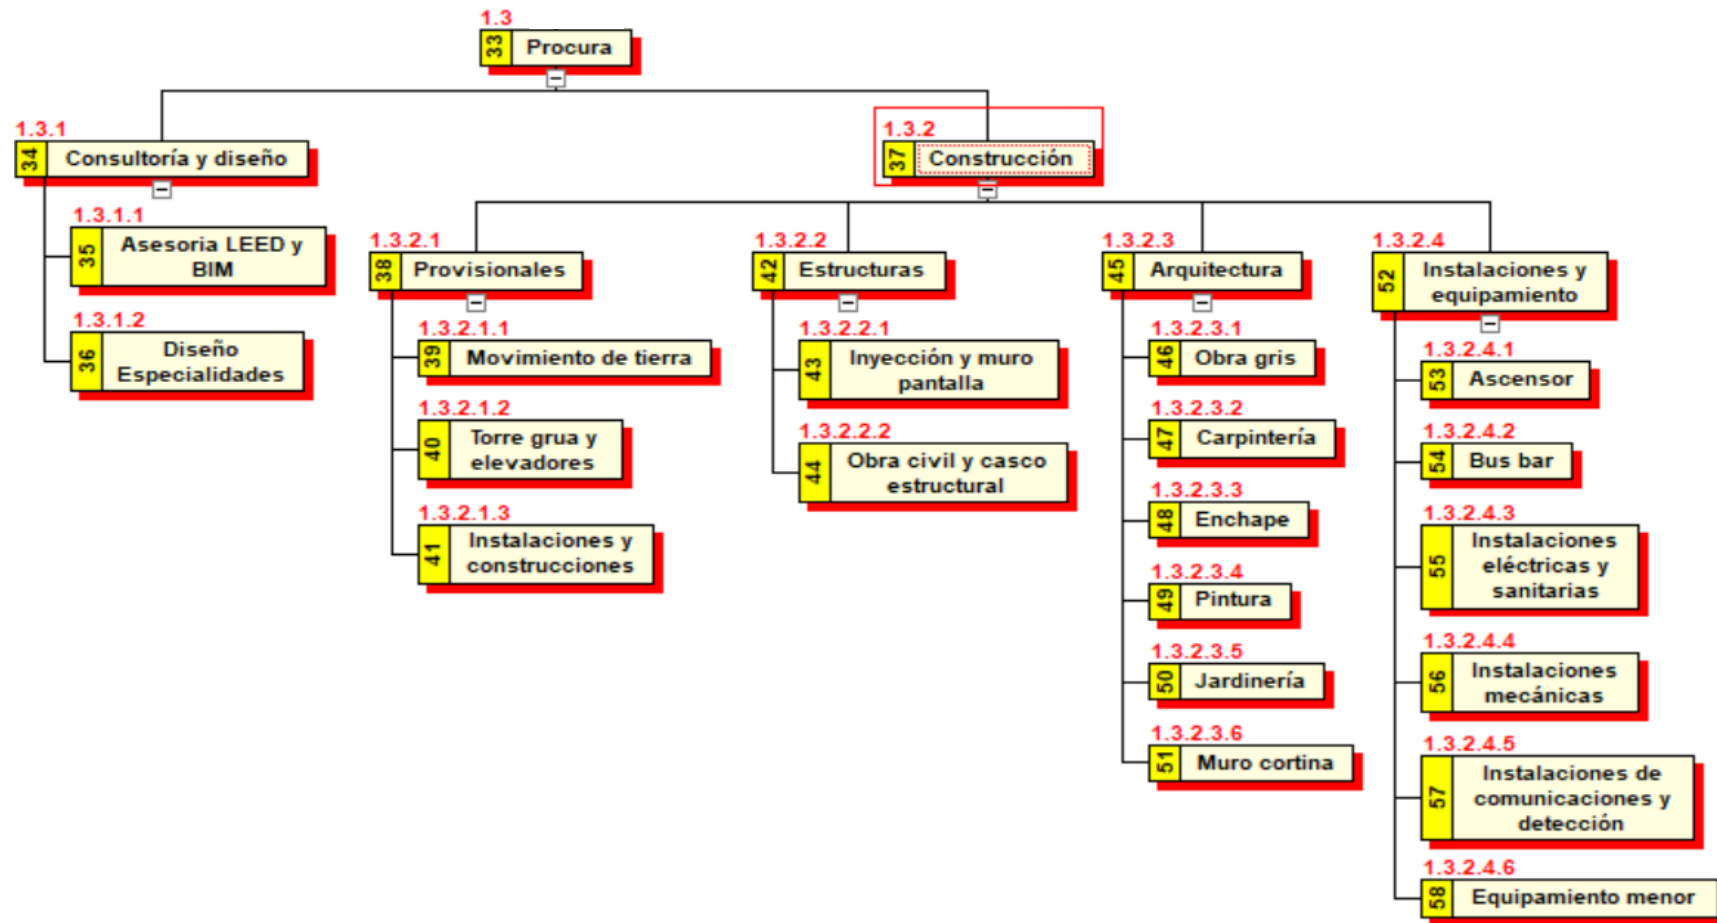 1.3
33 Procura
1.3.1
34 Consultoría y diseño
1.3.1.1
35 Asesoria LEED y
BIM
1.3.1.2
36 Diseño
Especialidades
1.3.2
37 Construcción
1.3.2.1
38 Provisionales
1.3.2.1.1
39 Movimiento de tierra
1.3.2.1.2
40 Torre grua y
elevadores
1.3.2.1.3
41 Instalaciones y
construcciones
1.3.2.2
42 Estructuras
1.3.2.2.1
43 Inyección y muro
pantalla
1.3.2.2.2
44 Obra civil y casco
estructural
1.3.2.3
45 Arquitectura
1.3.2.3.1
46 Obra gris
1.3.2.3.2
47 Carpintería
1.3.2.3.3
48 Enchape
1.3.2.3.4
49 Pintura
1.3.2.3.5
50 Jardinería
1.3.2.3.6
51 Muro cortina
1.3.2.4
52 Instalaciones y
equipamiento
1.3.2.4.1
53 Ascensor
1.3.2.4.2
54 Bus bar
1.3.2.4.3
55 Instalaciones
eléctricas y
sanitarias
1.3.2.4.4
56 Instalaciones
mecánicas
1.3.2.4.5
57 Instalaciones de
comunicaciones y
detección
1.3.2.4.6
58 Equipamiento menor